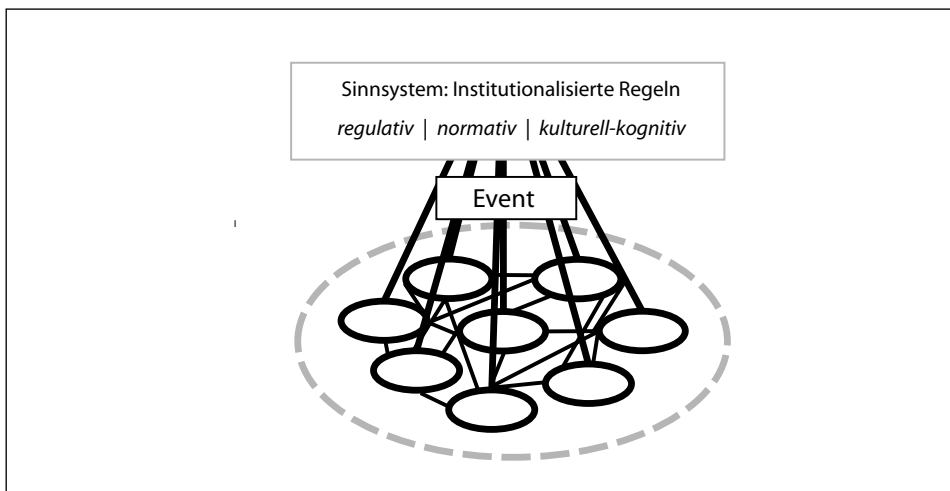 Sinnsystem: Institutionalisierte Regeln
regulativ | normativ | kulturell-kognitiv
Event